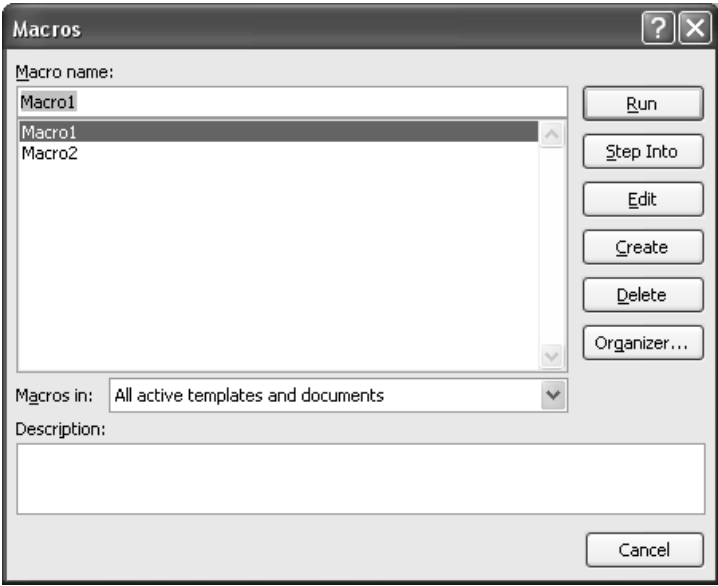 Macros
Macro name:
Macro1
Run
Macro1
Macro2
Step Into
Edit
Create
Delete
Organizer...
Macros in: All active templates and documents
Description:
Cancel